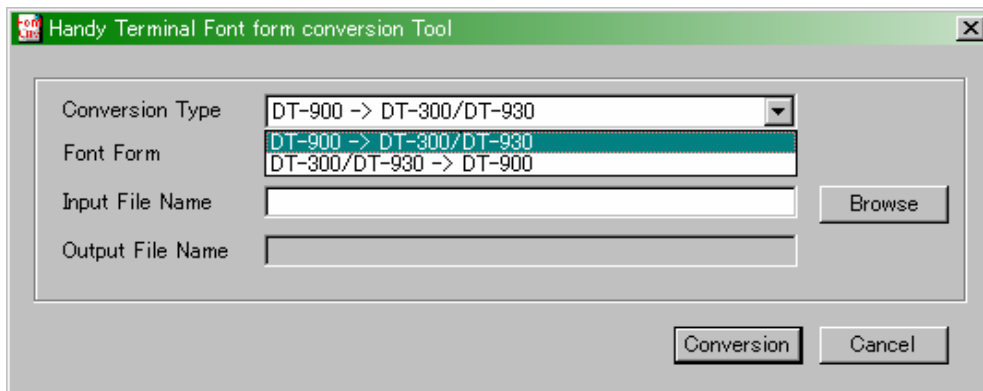 Handy Terminal Font form conversion Tool
Conversion Type DT-900 -> DT-300/DT-930
DT-900 -> DT-300/DT-930
Font Form
DT-300/DT-930 -> DT-900
Input File Name Browse
Output File Name
Conversion Cancel